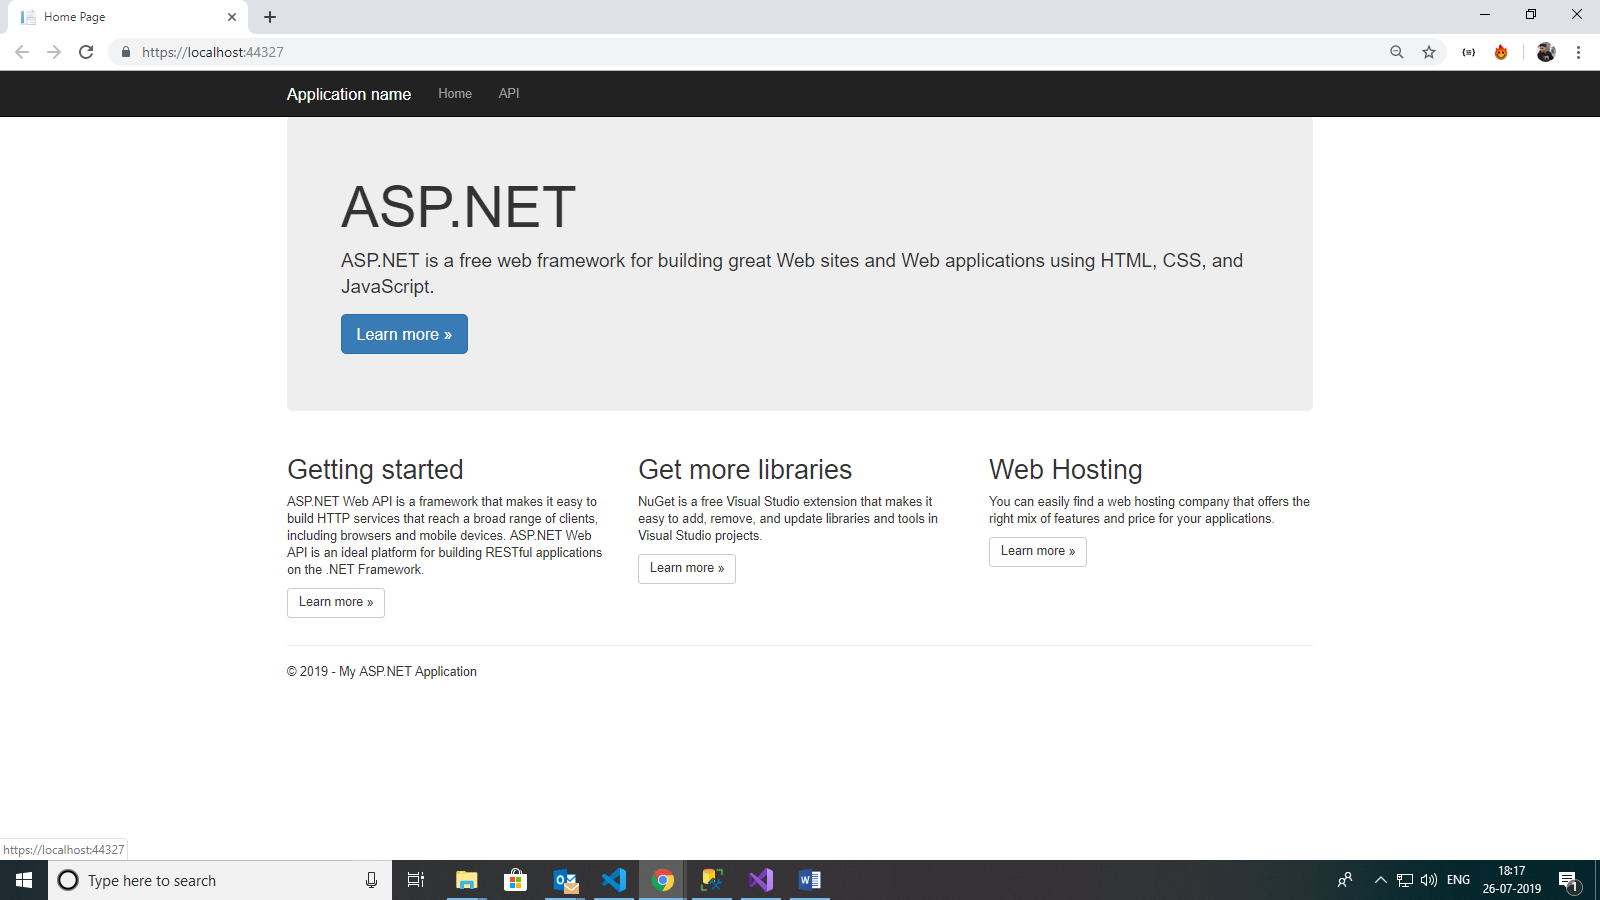 Home Page
https://localhost:44327
Application name Home API
ASP.NET
ASP.NET is a free web framework for building great Web sites and Web applications using HTML, CSS, and
JavaScript.
Learn more »
Getting started
ASP.NET Web API is a framework that makes it easy to
build HTTP services that reach a broad range of clients,
including browsers and mobile devices. ASP.NET Web
API is an ideal platform for building RESTful applications
on the .NET Framework.
Learn more »
Get more libraries
NuGet is a free Visual Studio extension that makes it
easy to add, remove, and update libraries and tools in
Visual Studio projects.
Learn more »
Web Hosting
You can easily find a web hosting company that offers the
right mix of features and price for your applications.
Learn more »
© 2019 - My ASP.NET Application
https://localhost:44327
Type here to search
ENG
18:17
26-07-2019
1